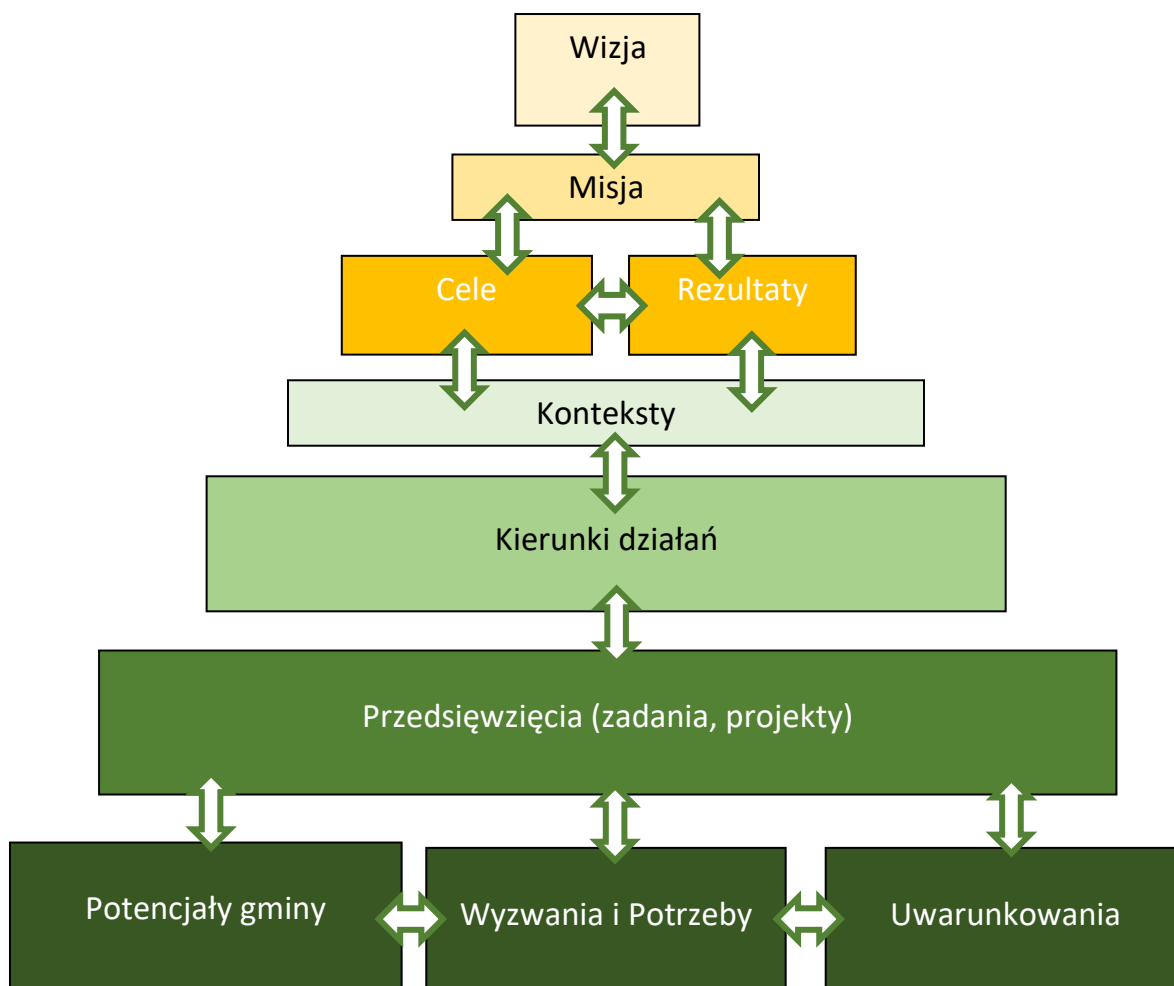 Wizja
Misja
Cele
Rezultaty
Konteksty
Kierunki działań
Przedsięwzięcia (zadania, projekty)
Potencjały gminy
Wyzwania i Potrzeby
Uwarunkowania